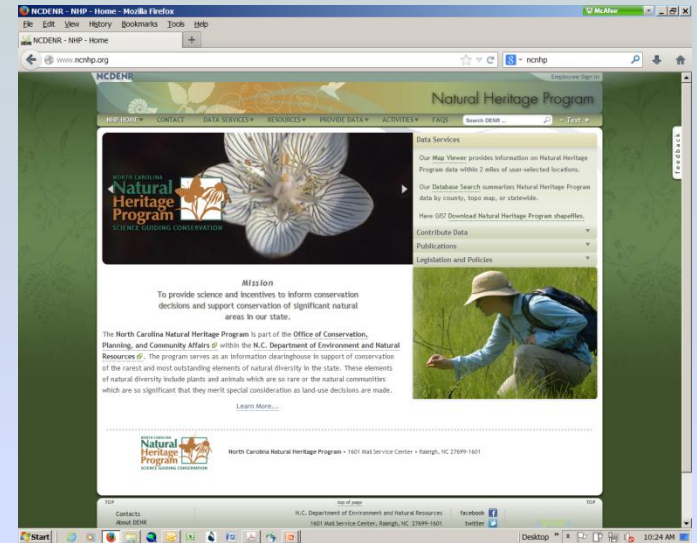 NCDENR - NHP - Home - Mozilla Firefox
McAfee
File Edit View History Bookmarks Tools Help
NCDENR - NHP - Home
www.ncnhp.org
ncnhp
NCDENR
Employee Sign in
Natural Heritage Program
NHP HOME CONTACT DATA SERVICES RESOURCES PROVIDE DATA ACTIVITIES FAQS Search DENR ... - Text +
feedback
NORTH CAROLINA
Natural
Heritage
Program
SCIENCE GUIDING CONSERVATION
Data Services
Our Map Viewer provides information on Natural Heritage
Program data within 2 miles of user-selected locations.
Our Database Search summarizes Natural Heritage Program
data by county, topo map, or statewide.
Have GIS? Download Natural Heritage Program shapefiles.
Contribute Data
Publications
Legislation and Policies
Mission
To provide science and incentives to inform conservation
decisions and support conservation of significant natural
areas in our state.
The North Carolina Natural Heritage Program is part of the Office of Conservation,
Planning, and Community Affairs within the N.C. Department of Environment and Natural
Resources. The program serves as an information clearinghouse in support of conservation
of the rarest and most outstanding elements of natural diversity in the state. These elements
of natural diversity include plants and animals which are so rare or the natural communities
which are so significant that they merit special consideration as land-use decisions are made.
Learn More...
NORTH CAROLINA
Natural
Heritage
Program
SCIENCE GUIDING CONSERVATION
North Carolina Natural Heritage Program • 1601 Mail Service Center • Raleigh, NC 27699-1601
TOP top of page TOP
Contacts
About DENR
N.C. Department of Environment and Natural Resources
1601 Mail Service Center, Raleigh, NC 27699-1601
facebook
twitter
Start
Desktop
10:24 AM